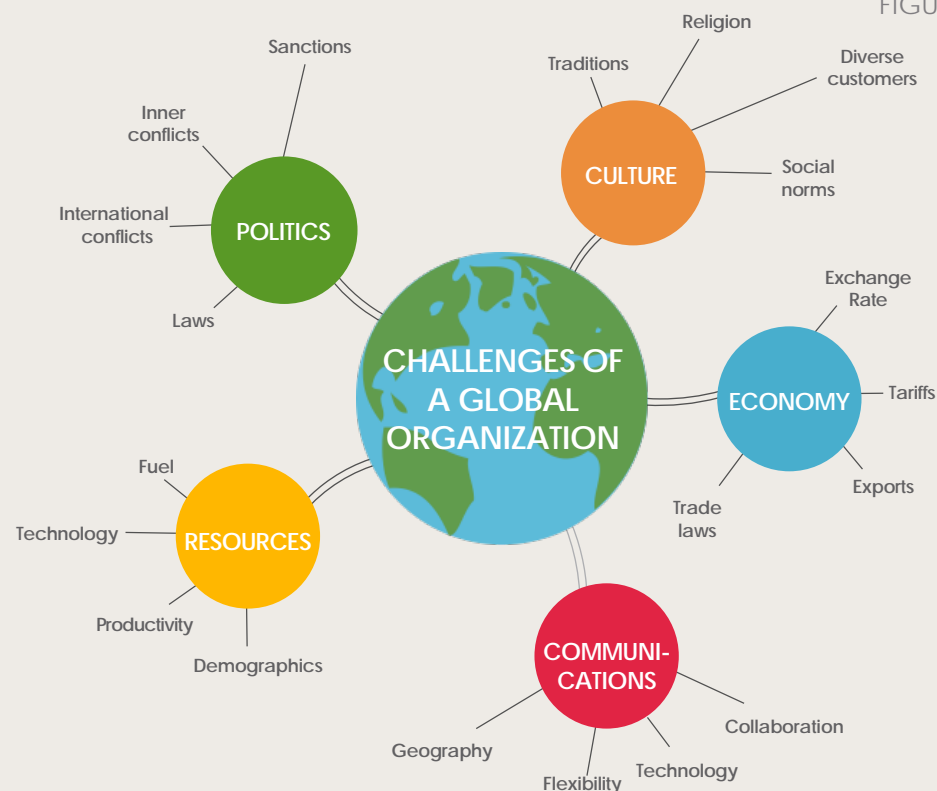 FIGU
Sanctions
Inner
conflicts
International
conflicts
Laws
POLITICS
Religion
Traditions
Diverse
customers
Social
norms
CULTURE
CHALLENGES OF
A GLOBAL
ORGANIZATION
Exchange
Rate
Tariffs
Exports
Trade
laws
ECONOMY
Fuel
Technology
Productivity
Demographics
RESOURCES
COMMUNI-
CATIONS
Geography
Flexibility
Technology
Collaboration